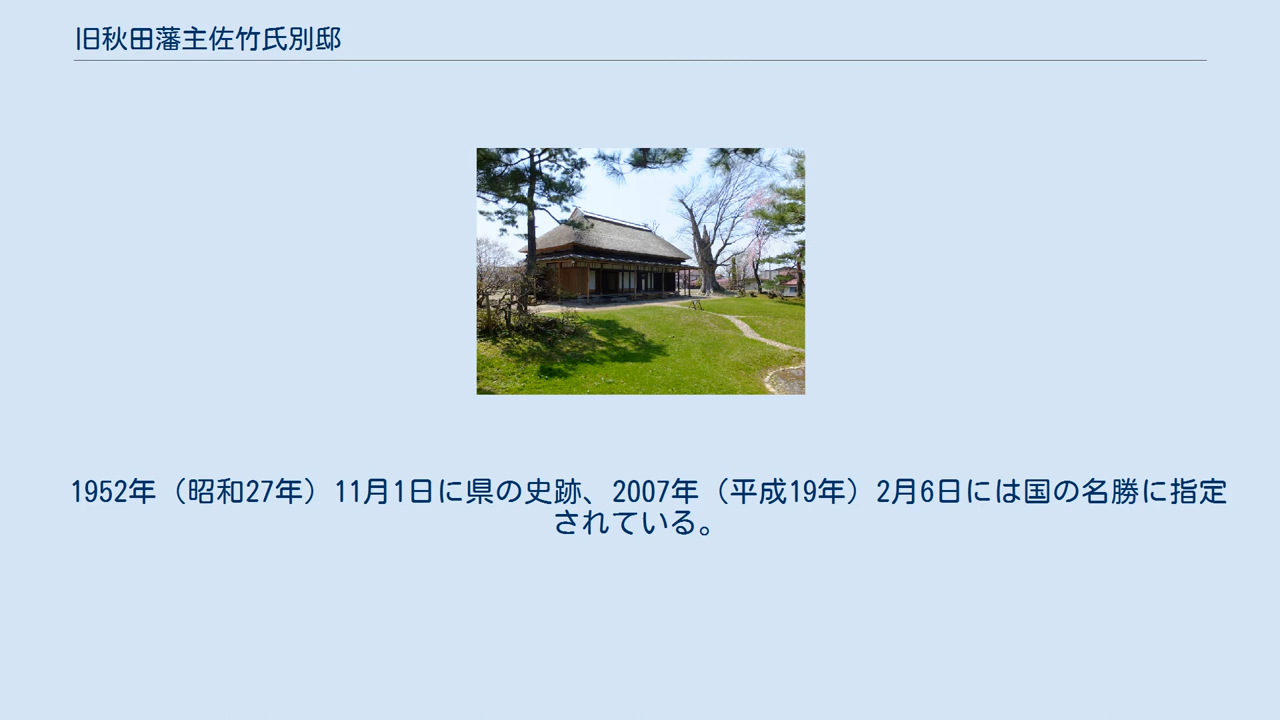 旧秋田藩主佐竹氏別邸
1952年（昭和27年）11月1日に県の史跡、2007年（平成19年）2月6日には国の名勝に指定
されている。